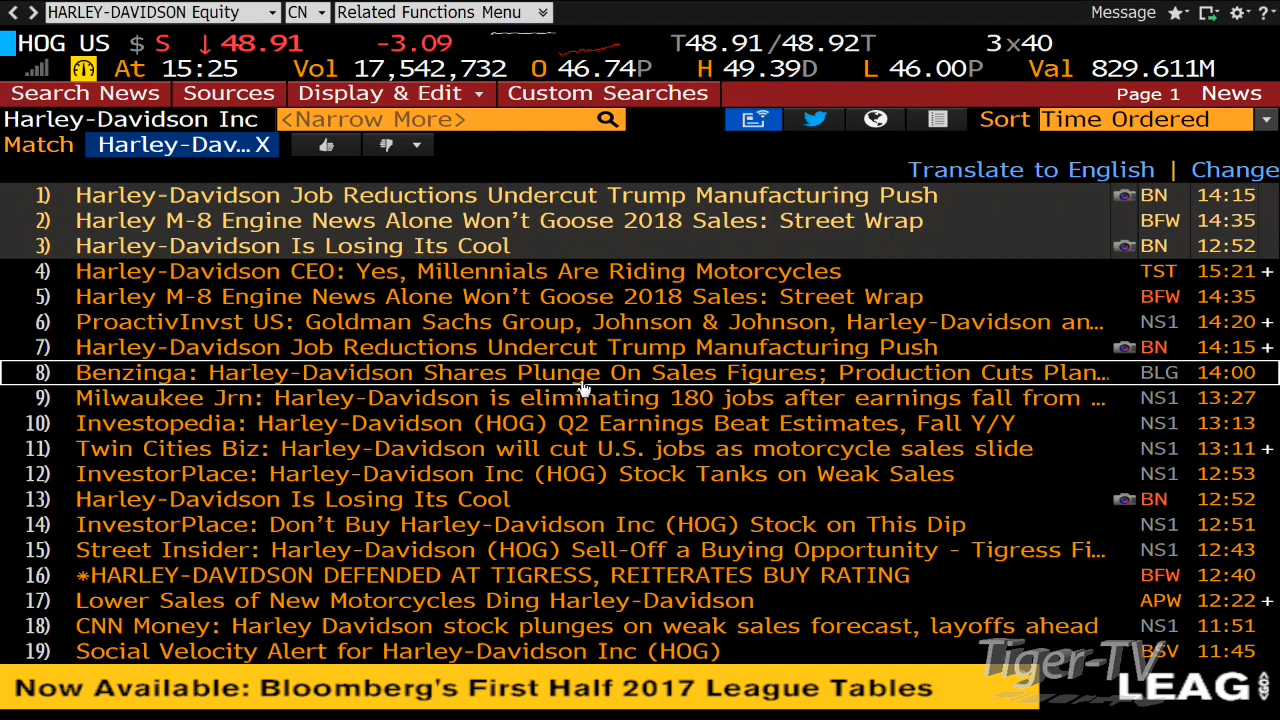 HARLEY-DAVIDSON Equity CN Related Functions Menu Message ?
HOG US $ S ↓ 48.91 -3.09 T48.91/48.92T 3x40
At 15:25 Vol 17,542,732 O 46.74P H 49.39D L 46.00P Val 829.611M
Search News Sources Display & Edit Custom Searches Page 1 News
Harley-Davidson Inc <Narrow More> Sort Time Ordered
Match Harley-Dav... X
Translate to English | Change
1) Harley-Davidson Job Reductions Undercut Trump Manufacturing Push BN 14:15
2) Harley M-8 Engine News Alone Won't Goose 2018 Sales: Street Wrap BFW 14:35
3) Harley-Davidson Is Losing Its Cool BN 12:52
4) Harley-Davidson CEO: Yes, Millennials Are Riding Motorcycles TST 15:21+
5) Harley M-8 Engine News Alone Won't Goose 2018 Sales: Street Wrap BFW 14:35
6) ProactivInvst US: Goldman Sachs Group, Johnson & Johnson, Harley-Davidson an... NS1 14:20+
7) Harley-Davidson Job Reductions Undercut Trump Manufacturing Push BN 14:15+
8) Benzinga: Harley-Davidson Shares Plunge On Sales Figures; Production Cuts Plan... BLG 14:00
9) Milwaukee Jrn: Harley-Davidson is eliminating 180 jobs after earnings fall from ... NS1 13:27
10) Investopedia: Harley-Davidson (HOG) Q2 Earnings Beat Estimates, Fall Y/Y NS1 13:13
11) Twin Cities Biz: Harley-Davidson will cut U.S. jobs as motorcycle sales slide NS1 13:11+
12) InvestorPlace: Harley-Davidson Inc (HOG) Stock Tanks on Weak Sales NS1 12:53
13) Harley-Davidson Is Losing Its Cool BN 12:52
14) InvestorPlace: Don't Buy Harley-Davidson Inc (HOG) Stock on This Dip NS1 12:51
15) Street Insider: Harley-Davidson (HOG) Sell-Off a Buying Opportunity - Tigress Fi... NS1 12:43
16) *HARLEY-DAVIDSON DEFENDED AT TIGRESS, REITERATES BUY RATING BFW 12:40
17) Lower Sales of New Motorcycles Ding Harley-Davidson APW 12:22+
18) CNN Money: Harley Davidson stock plunges on weak sales forecast, layoffs ahead NS1 11:51
19) Social Velocity Alert for Harley-Davidson Inc (HOG) BSV 11:45
Tiger-TV
Now Available: Bloomberg's First Half 2017 League Tables LEAG <GO>